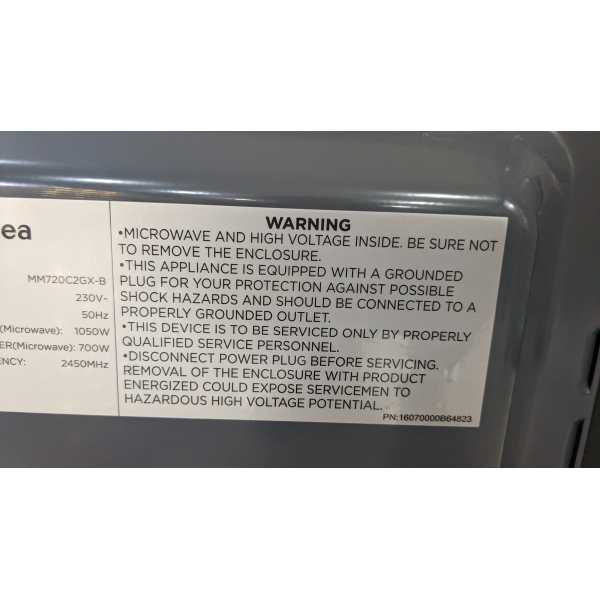 ea
MM720C2GX-B
230V~
50Hz
(Microwave): 1050W
ER(Microwave): 700W
ENCY: 2450MHz
WARNING
•MICROWAVE AND HIGH VOLTAGE INSIDE. BE SURE NOT
TO REMOVE THE ENCLOSURE.
•THIS APPLIANCE IS EQUIPPED WITH A GROUNDED
PLUG FOR YOUR PROTECTION AGAINST POSSIBLE
SHOCK HAZARDS AND SHOULD BE CONNECTED TO A
PROPERLY GROUNDED OUTLET.
•THIS DEVICE IS TO BE SERVICED ONLY BY PROPERLY
QUALIFIED SERVICE PERSONNEL.
•DISCONNECT POWER PLUG BEFORE SERVICING.
REMOVAL OF THE ENCLOSURE WITH PRODUCT
ENERGIZED COULD EXPOSE SERVICEMEN TO
HAZARDOUS HIGH VOLTAGE POTENTIAL.
PN:16070000B64823